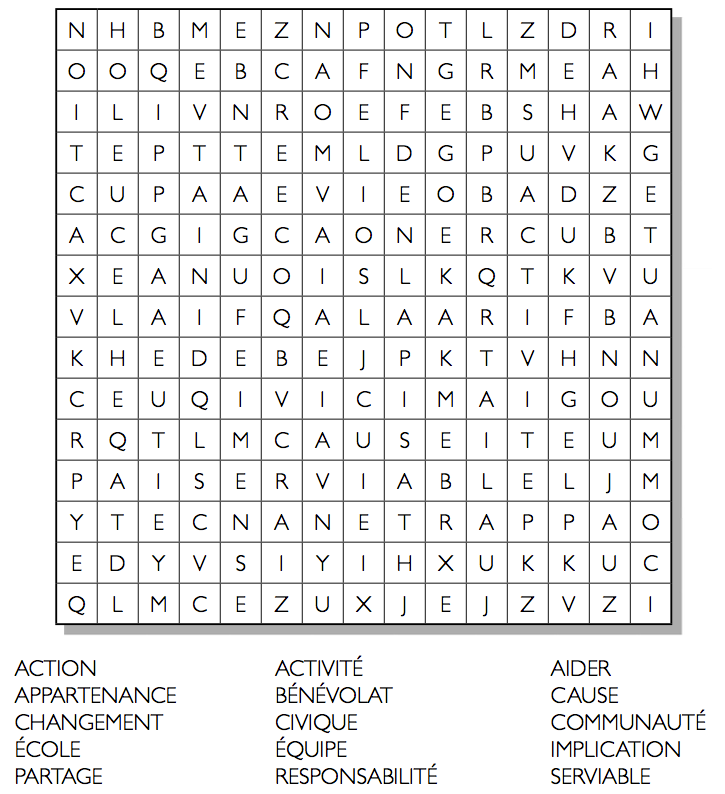 N H B M E Z N P O T L Z D R I
O O Q E B C A F N G R M E A H
I L I V N R O E F E B S H A W
T E P T T E M L D G P U V K G
C U P A A E V I E O B A D Z E
A C G I G C A O N E R C U B T
X E A N U O I S L K Q T K V U
V L A I F Q A L A A R I F B A
K H E D E B E J P K T V H N N
C E U Q I V I C I M A I G O U
R Q T L M C A U S E I T E U M
P A I S E R V I A B L E L J M
Y T E C N A N E T R A P P A O
E D Y V S I Y I H X U K K U C
Q L M C E Z U X J E J Z V Z I
ACTION ACTIVITÉ AIDER
APPARTENANCE BÉNÉVOLAT CAUSE
CHANGEMENT CIVIQUE COMMUNAUTÉ
ÉCOLE ÉQUIPE IMPLICATION
PARTAGE RESPONSABILITÉ SERVIABLE